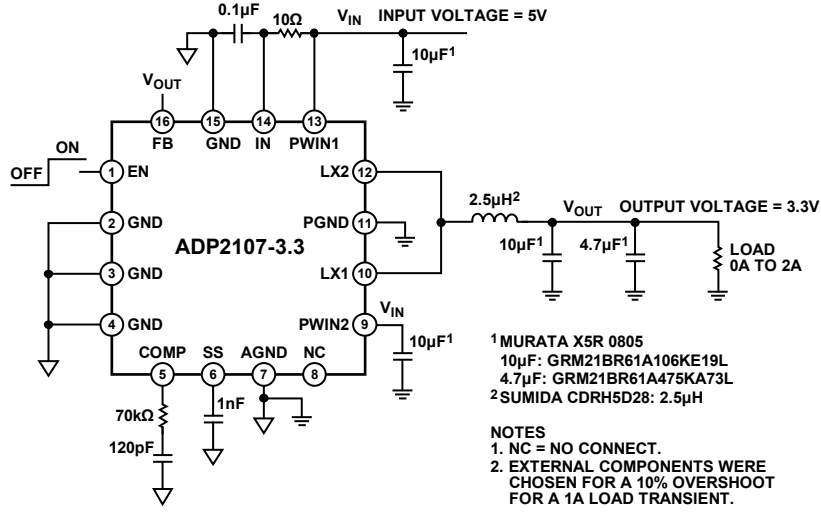 0.1µF
10Ω
VIN
INPUT VOLTAGE = 5V
10µF1
VOUT
16
15
14
13
FB
GND
IN
PWIN1
ON
OFF
1
EN
LX2
12
2
GND
PGND
11
ADP2107-3.3
3
GND
LX1
10
4
GND
PWIN2
9
VIN
10µF1
COMP
SS
AGND
NC
5
6
7
8
70kΩ
1nF
120pF
2.5µH2
VOUT
OUTPUT VOLTAGE = 3.3V
10µF1
4.7µF1
LOAD
0A TO 2A
1 MURATA X5R 0805
10µF: GRM21BR61A106KE19L
4.7µF: GRM21BR61A475KA73L
2 SUMIDA CDRH5D28: 2.5µH
NOTES
1. NC = NO CONNECT.
2. EXTERNAL COMPONENTS WERE
CHOSEN FOR A 10% OVERSHOOT
FOR A 1A LOAD TRANSIENT.